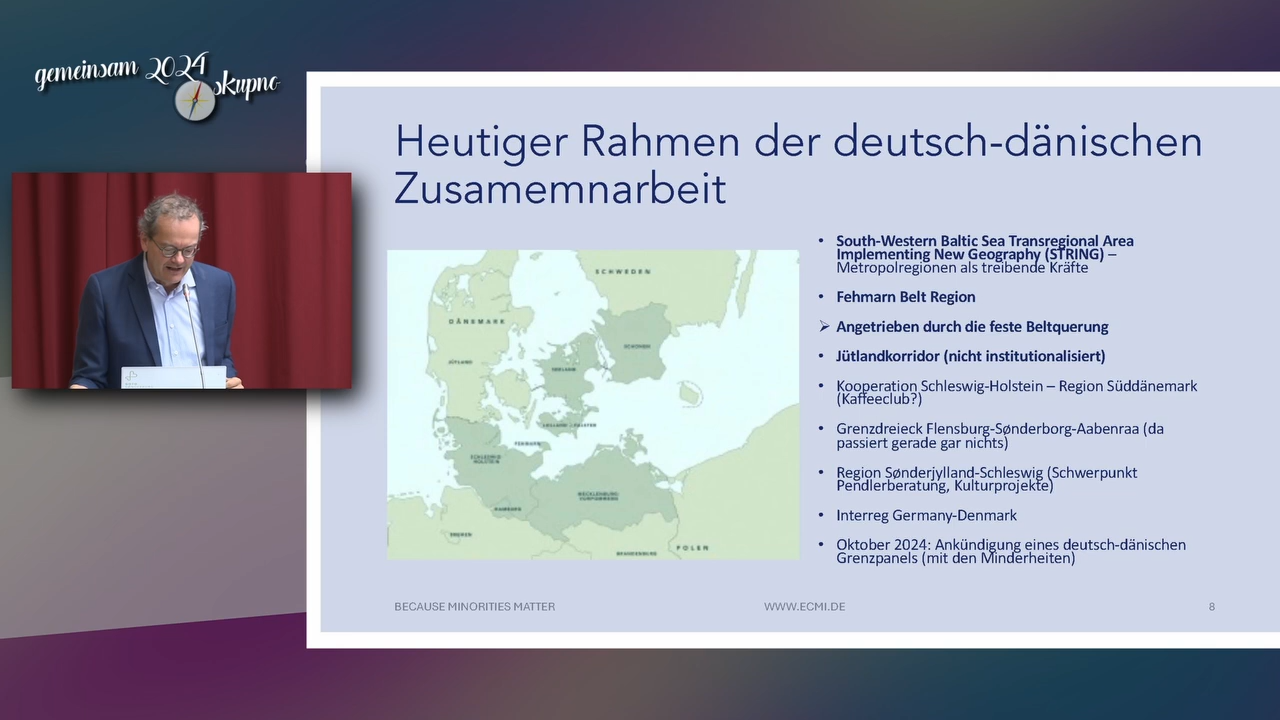 gemeinsam 2024
skupno
Heutiger Rahmen der deutsch-dänischen
Zusamemnarbeit
• South-Western Baltic Sea Transregional Area
Implementing New Geography (STRING) –
Metropolregionen als treibende Kräfte
• Fehmarn Belt Region
➢ Angetrieben durch die feste Beltquerung
• Jütlandkorridor (nicht institutionalisiert)
• Kooperation Schleswig-Holstein – Region Süddänemark
(Kaffeeclub?)
• Grenzdreieck Flensburg-Sønderborg-Aabenraa (da
passiert gerade gar nichts)
• Region Sønderjylland-Schleswig (Schwerpunkt
Pendlerberatung, Kulturprojekte)
• Interreg Germany-Denmark
• Oktober 2024: Ankündigung eines deutsch-dänischen
Grenzpanels (mit den Minderheiten)
SCHWEDEN
DÄNEMARK
SCHONEN
JÜTLAND
SEELAND
FEHMARN
SCHLESWIG
HOLSTEIN
MECKLENBURG
VORPOMMERN
HAMBURG
BREMEN
POLEN
BRANDENBURG
BECAUSE MINORITIES MATTER
WWW.ECMI.DE
8